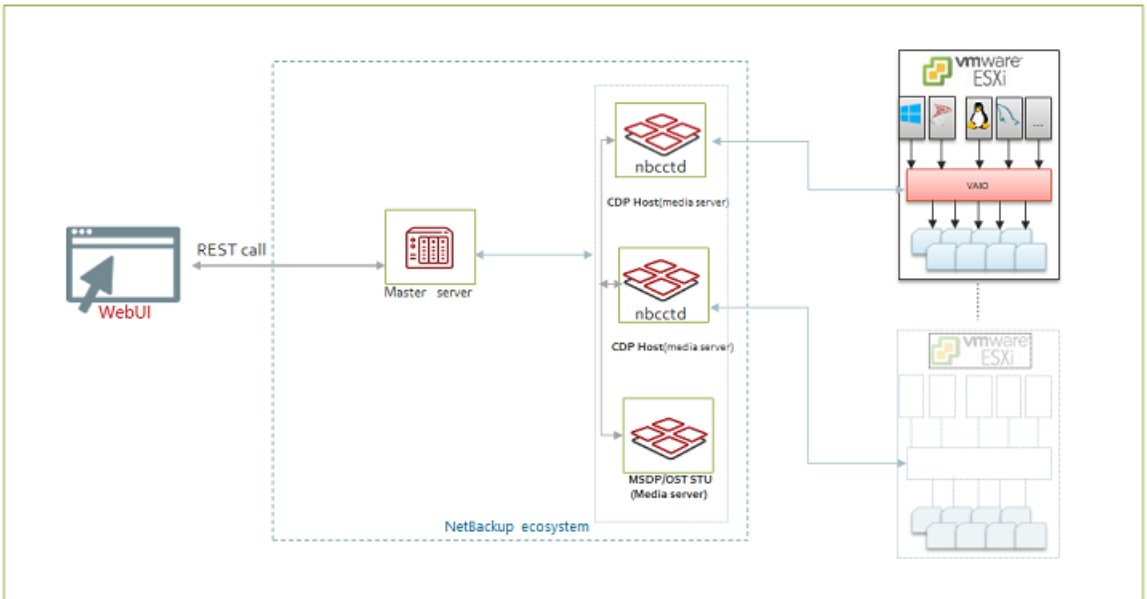 vmware
ESXi
...
VAIO
nbcctd
CDP Host(media server)
REST call
WebUI
Master server
nbcctd
CDP Host(media server)
vmware
ESXi
MSDP/OST STU
(Media server)
NetBackup ecosystem